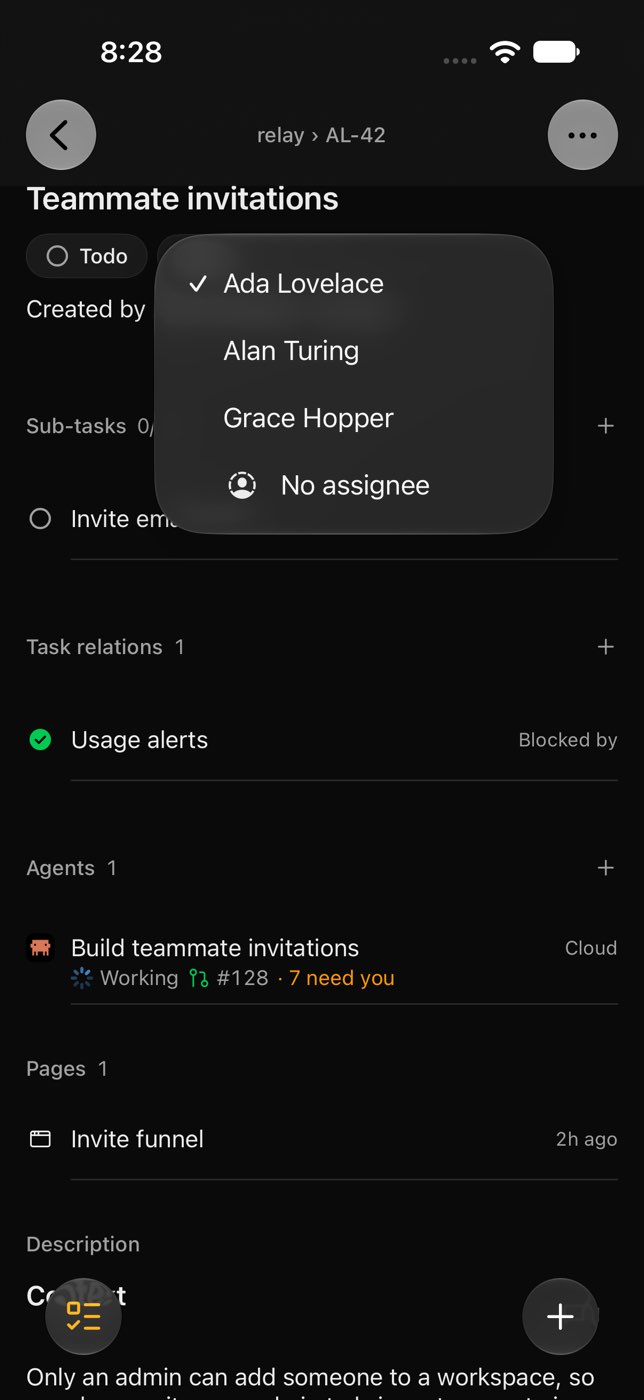 8:28
relay › AL-42
Teammate invitations
Todo
Ada Lovelace
Created by
Alan Turing
Grace Hopper
Sub-tasks 0/
No assignee
Invite
Task relations 1
Usage alerts
Blocked by
Agents 1
Build teammate invitations
Cloud
Working #128 · 7 need you
Pages 1
Invite funnel
2h ago
Description
Only an admin can add someone to a workspace, so